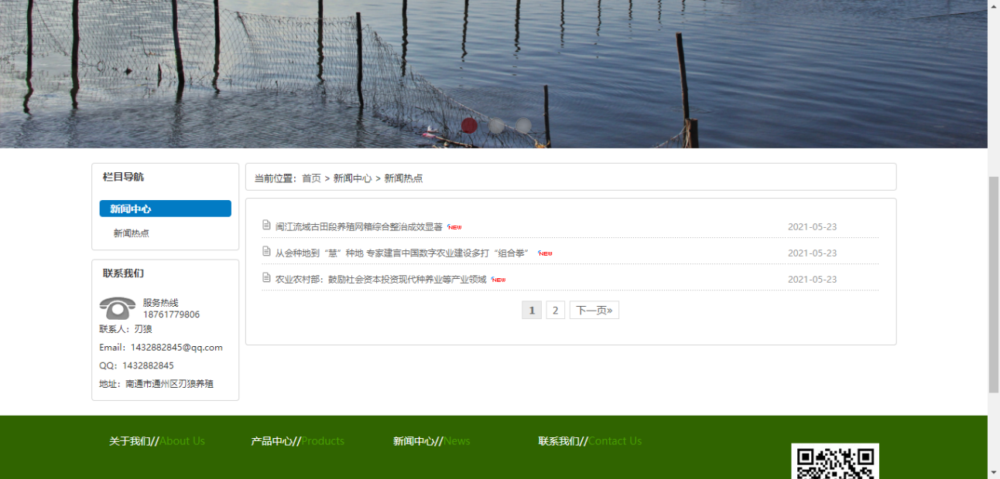 栏目导航
新闻中心
新闻热点
联系我们
服务热线
18761779806
联系人：刃狼
Email：1432882845@qq.com
QQ：1432882845
地址：南通市通州区刃狼养殖
当前位置：首页 > 新闻中心 > 新闻热点
闽江流域古田段养殖网箱综合整治成效显著 NEW 2021-05-23
从会种地到“慧”种地 专家建言中国数字农业建设多打“组合拳” NEW 2021-05-23
农业农村部：鼓励社会资本投资现代种养业等产业领域 NEW 2021-05-23
1 2 下一页»
关于我们//About Us 产品中心//Products 新闻中心//News 联系我们//Contact Us